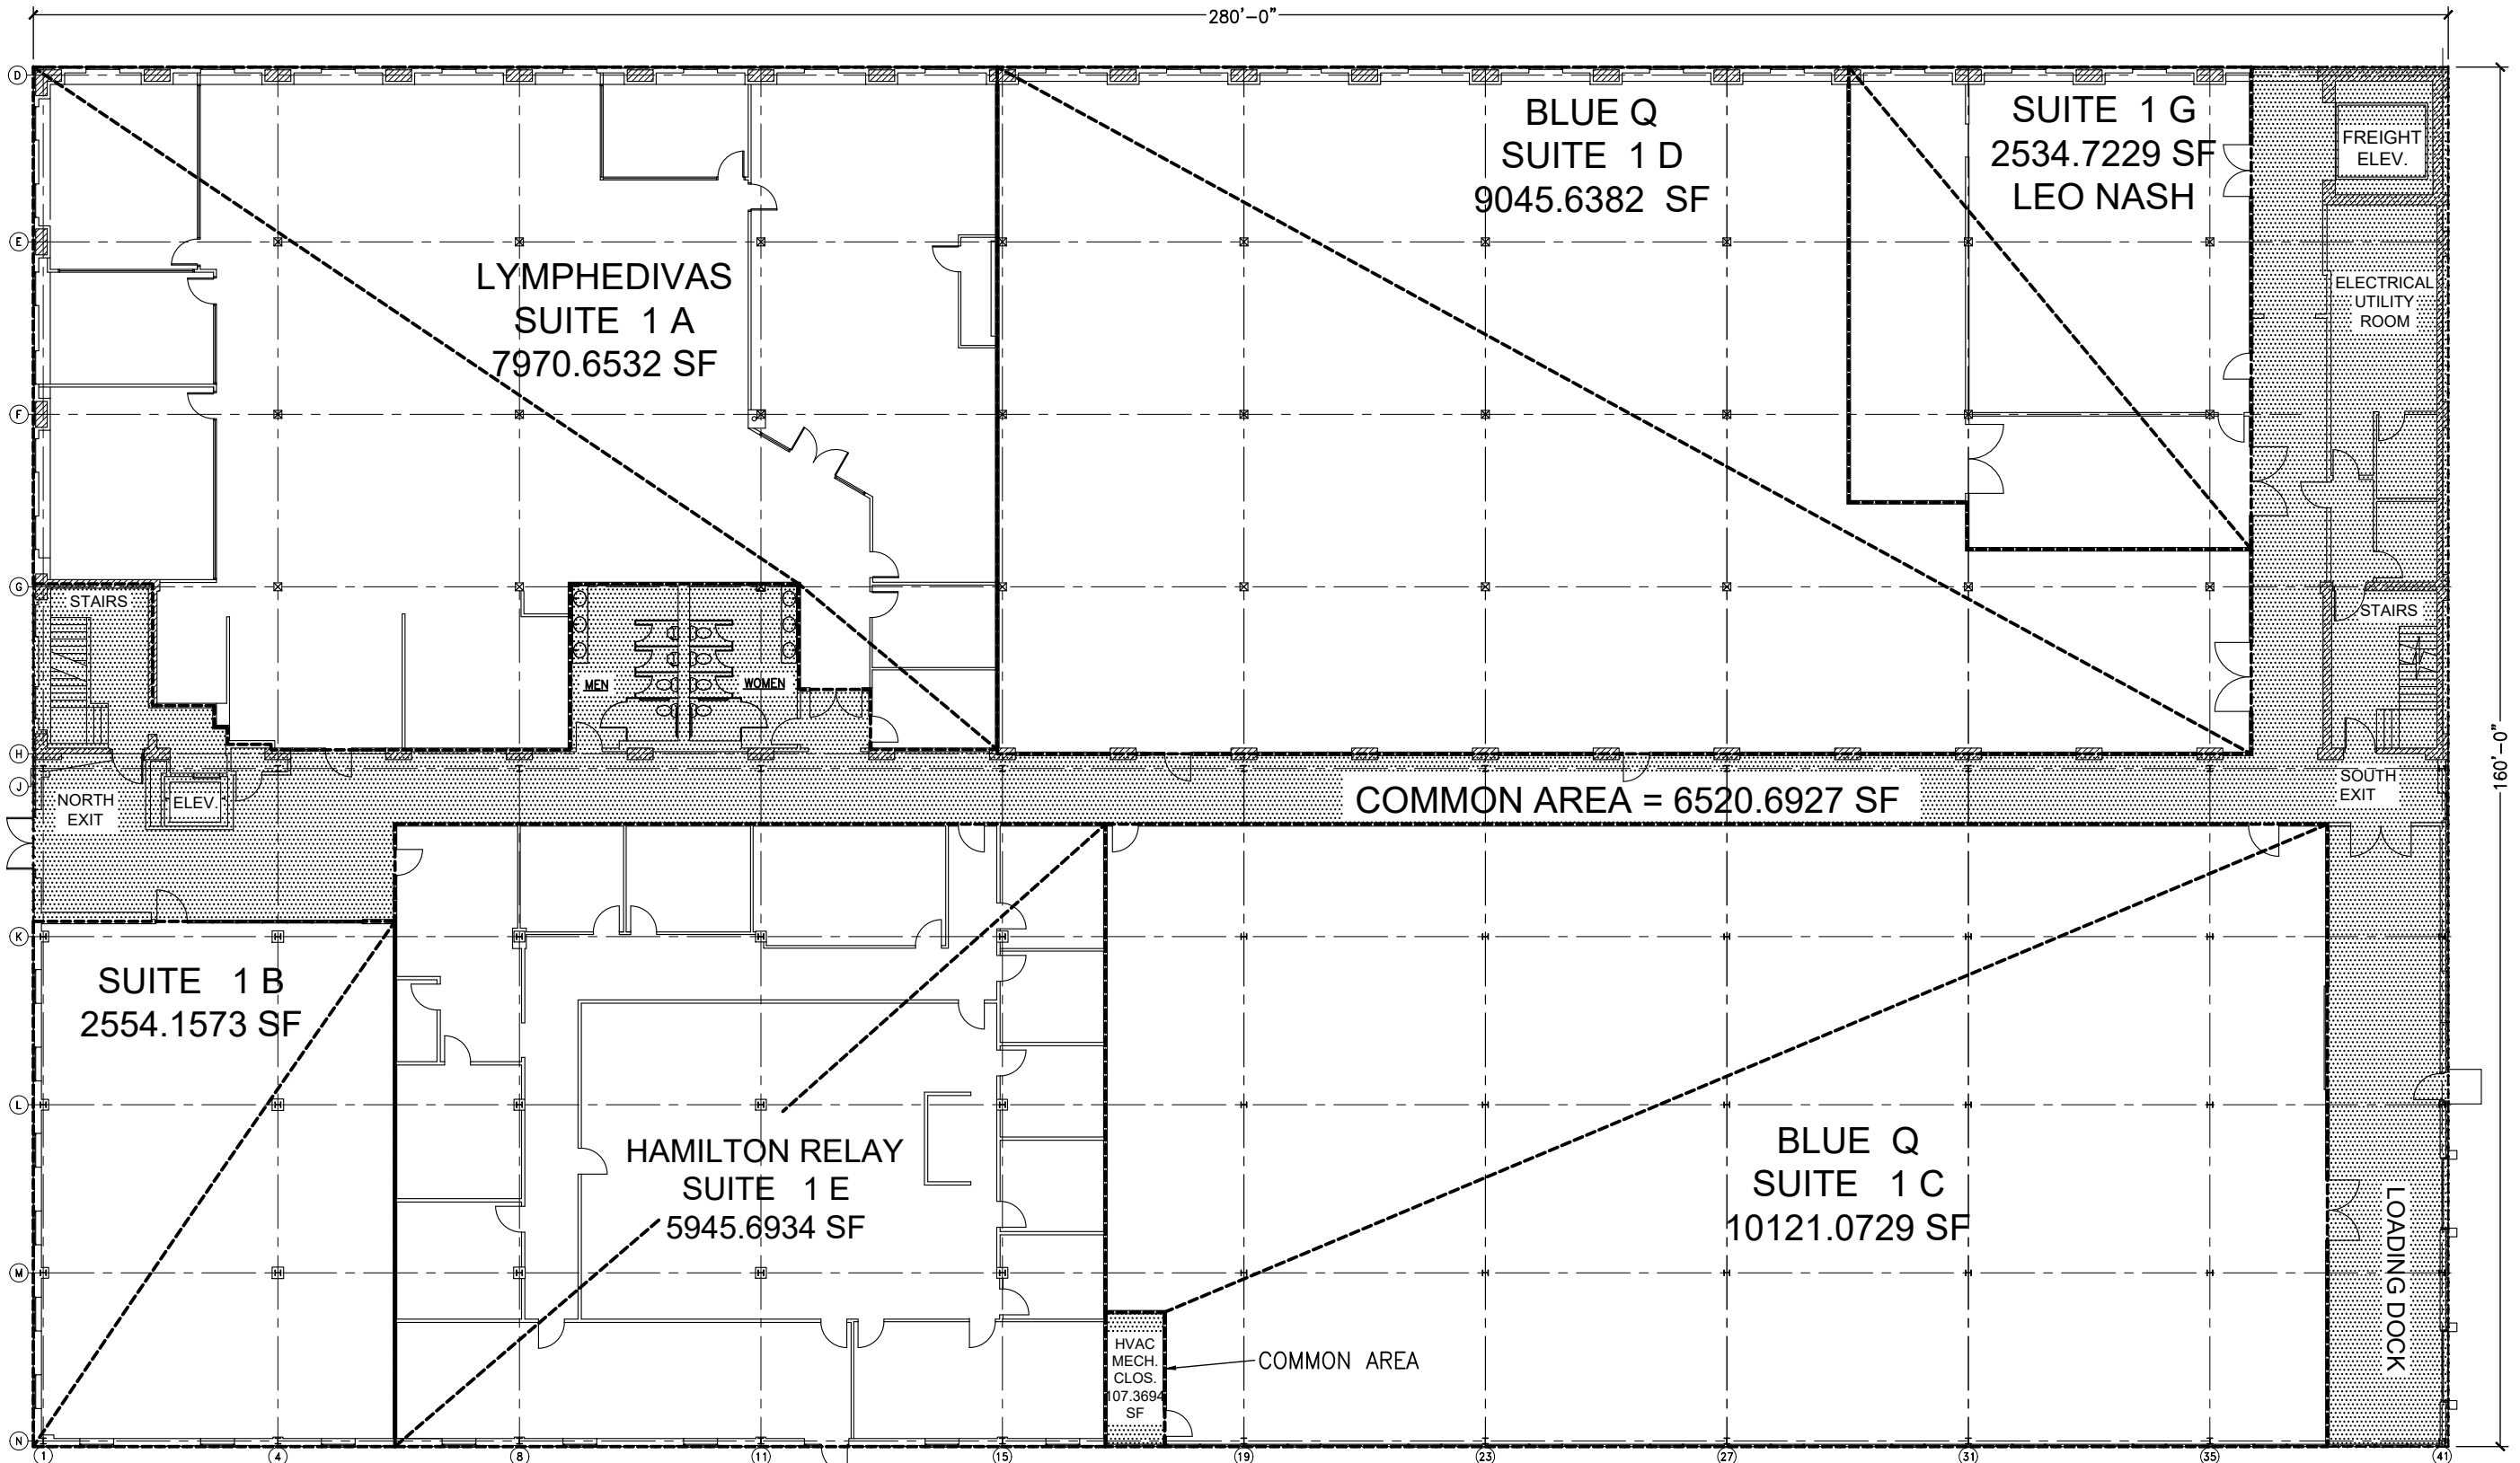 280'-0"
D
BLUE Q
SUITE 1 D
9045.6382 SF
SUITE 1 G
2534.7229 SF
LEO NASH
FREIGHT
ELEV.
E
LYMPHEDIVAS
SUITE 1 A
7970.6532 SF
ELECTRICAL
UTILITY
ROOM
F
G
STAIRS
STAIRS
MEN
WOMEN
H
J
NORTH
EXIT
ELEV.
COMMON AREA = 6520.6927 SF
SOUTH
EXIT
160'-0"
K
SUITE 1 B
2554.1573 SF
L
HAMILTON RELAY
SUITE 1 E
5945.6934 SF
BLUE Q
SUITE 1 C
10121.0729 SF
LOADING DOCK
M
HVAC
MECH.
CLOS.
107.3694
SF
COMMON AREA
N
1
4
8
11
15
19
23
27
31
35
41